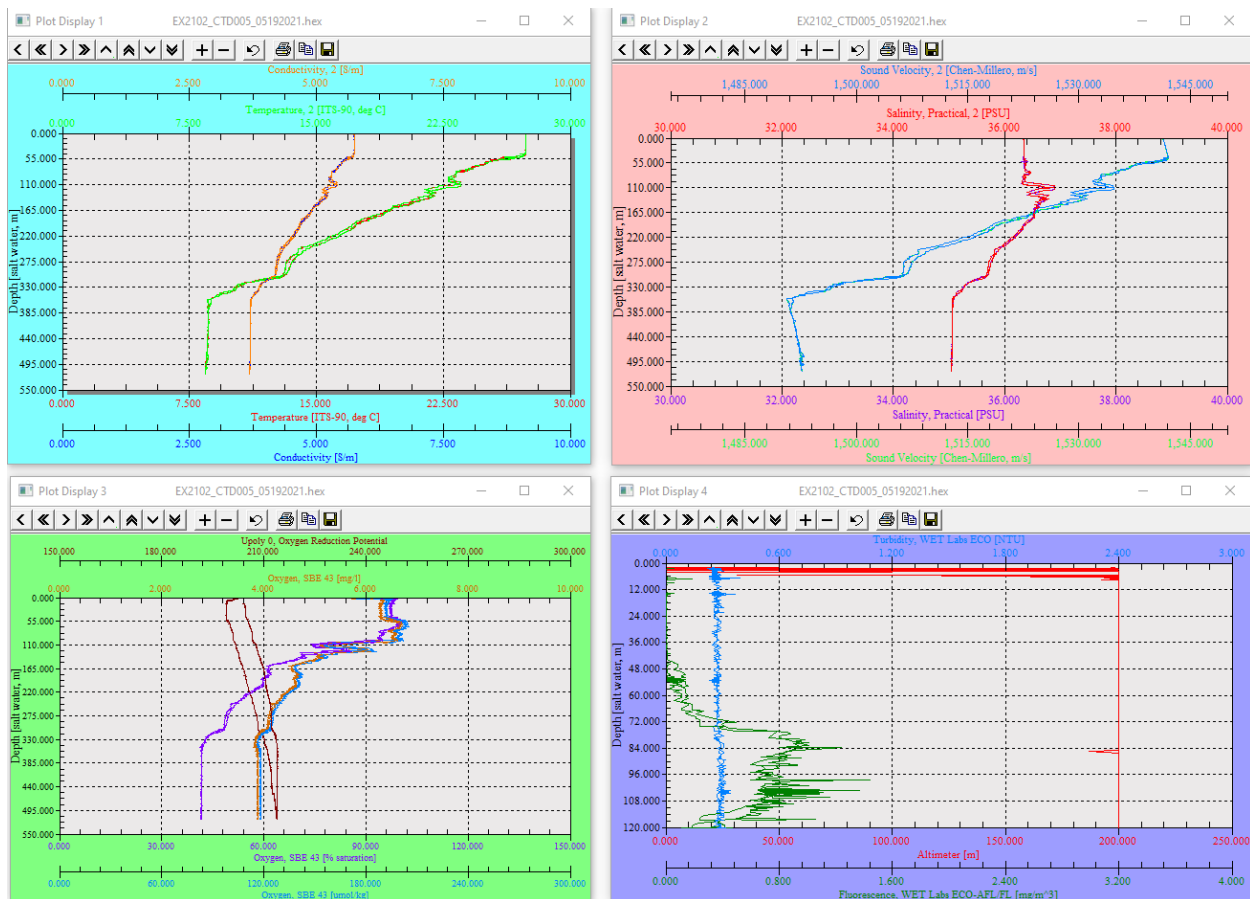 Plot Display 1 EX2102_CTD005_05192021.hex
0.000 2.500 5.000 7.500 10.000
Conductivity, 2 [S/m]
Temperature, 2 [ITS-90, deg C]
0.000 7.500 15.000 22.500 30.000
Depth [salt water, m]
0.000
55.000
110.000
165.000
220.000
275.000
330.000
385.000
440.000
495.000
550.000
0.000 7.500 15.000 22.500 30.000
Temperature [ITS-90, deg C]
0.000 2.500 5.000 7.500 10.000
Conductivity [S/m]
Plot Display 2 EX2102_CTD005_05192021.hex
Sound Velocity, 2 [Chen-Millero, m/s]
1,485.000 1,500.000 1,515.000 1,530.000 1,545.000
Salinity, Practical, 2 [PSU]
30.000 32.000 34.000 36.000 38.000 40.000
Depth [salt water, m]
0.000
55.000
110.000
165.000
220.000
275.000
330.000
385.000
440.000
495.000
550.000
30.000 32.000 34.000 36.000 38.000 40.000
Salinity, Practical [PSU]
1,485.000 1,500.000 1,515.000 1,530.000 1,545.000
Sound Velocity [Chen-Millero, m/s]
Plot Display 3 EX2102_CTD005_05192021.hex
Upoly 0, Oxygen Reduction Potential
150.000 180.000 210.000 240.000 270.000 300.000
Oxygen, SBE 43 [mg/l]
0.000 2.000 4.000 6.000 8.000 10.000
Depth [salt water, m]
0.000
55.000
110.000
165.000
220.000
275.000
330.000
385.000
440.000
495.000
550.000
0.000 30.000 60.000 90.000 120.000 150.000
Oxygen, SBE 43 [% saturation]
0.000 60.000 120.000 180.000 240.000 300.000
Oxygen, SBE 43 [umol/kg]
Plot Display 4 EX2102_CTD005_05192021.hex
Turbidity, WET Labs ECO [NTU]
0.000 0.600 1.200 1.800 2.400 3.000
Depth [salt water, m]
0.000
12.000
24.000
36.000
48.000
60.000
72.000
84.000
96.000
108.000
120.000
0.000 50.000 100.000 150.000 200.000 250.000
Altimeter [m]
0.000 0.800 1.600 2.400 3.200 4.000
Fluorescence, WET Labs ECO-AFL/FL [mg/m^3]